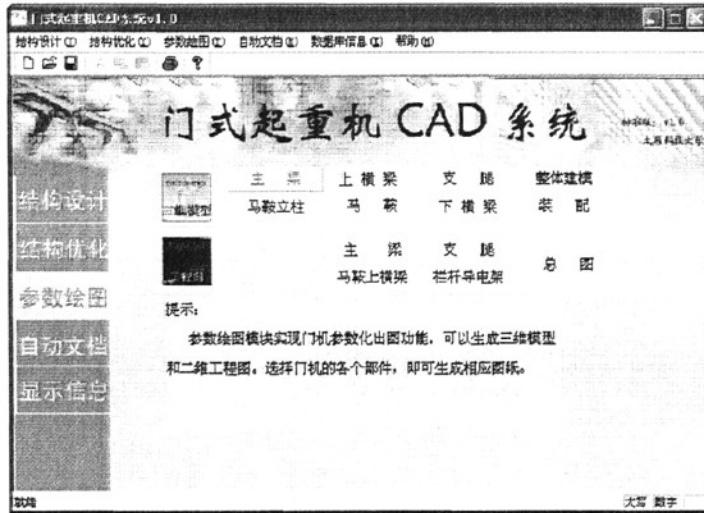 门式起重机CAD系统v1.0
结构设计 结构优化 参数绘图 自动文档 数据库信息 帮助(H)
门式起重机 CAD 系统
结构设计
结构优化
参数绘图
自动文档
显示信息
三维模型
主 梁 上横梁 支 腿 整体建模
马鞍立柱 马 鞍 下横梁 装 配
工程图
主 梁 支 腿 总 图
马鞍上横梁 栏杆导电架
提示:
参数绘图模块实现门机参数化出图功能,可以生成三维模型
和二维工程图。选择门机的各个部件,即可生成相应图纸。
就绪 大写 数字